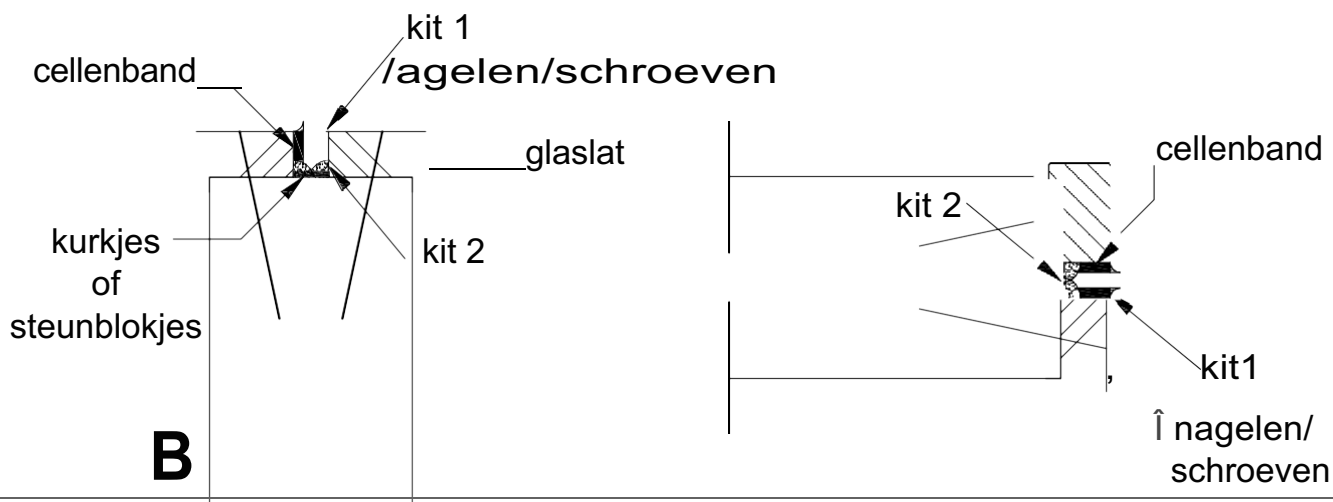 kit 1
cellenband
/agelen/schroeven
glaslat
kurkjes
of
steunblokjes
kit 2
B
cellenband
kit 2
kit1
, 
Î nagelen/
schroeven